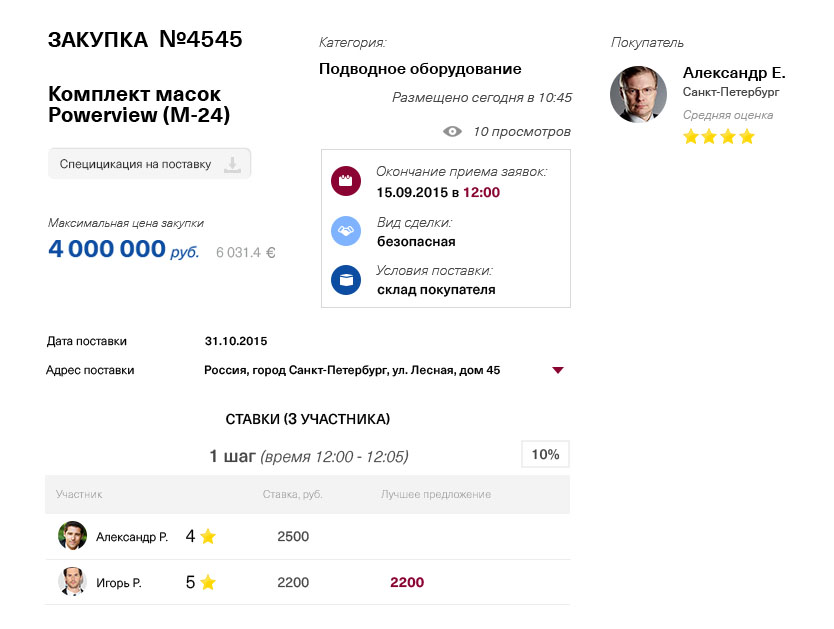 ЗАКУПКА №4545
Комплект масок
Powerview (М-24)
Специцикация на поставку
Максимальная цена закупки
4 000 000 руб. 6 031.4 €
Категория:
Подводное оборудование
Размещено сегодня в 10:45
10 просмотров
Окончание приема заявок:
15.09.2015 в 12:00
Вид сделки:
безопасная
Условия поставки:
склад покупателя
Покупатель
Александр Е.
Санкт-Петербург
Средняя оценка
Дата поставки 31.10.2015
Адрес поставки Россия, город Санкт-Петербург, ул. Лесная, дом 45
СТАВКИ (3 УЧАСТНИКА)
1 шаг (время 12:00 - 12:05) 10%
Участник Ставка, руб. Лучшее предложение
Александр Р. 4 2500
Игорь Р. 5 2200 2200